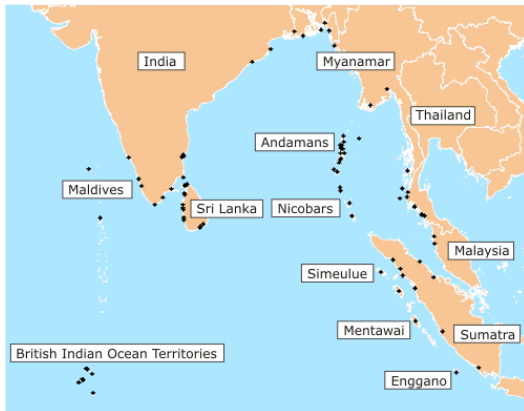 India
Myanamar
Thailand
Andamans
Maldives
Sri Lanka
Nicobars
Malaysia
Simeulue
Mentawai
Sumatra
British Indian Ocean Territories
Enggano